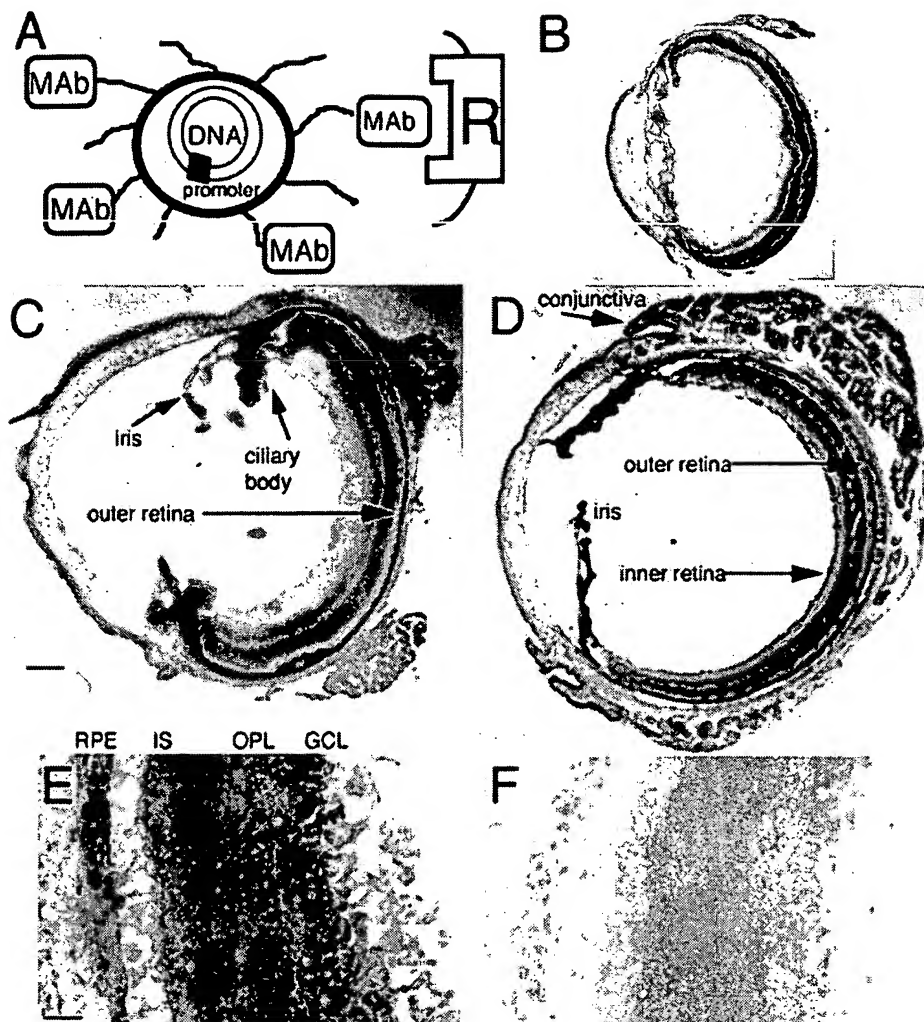 A
MAb
MAb
MAb
MAb
DNA
promoter
R
B
C
Iris
ciliary
body
outer retina
D
conjunctiva
outer retina
iris
inner retina
E
RPE IS OPL GCL
F